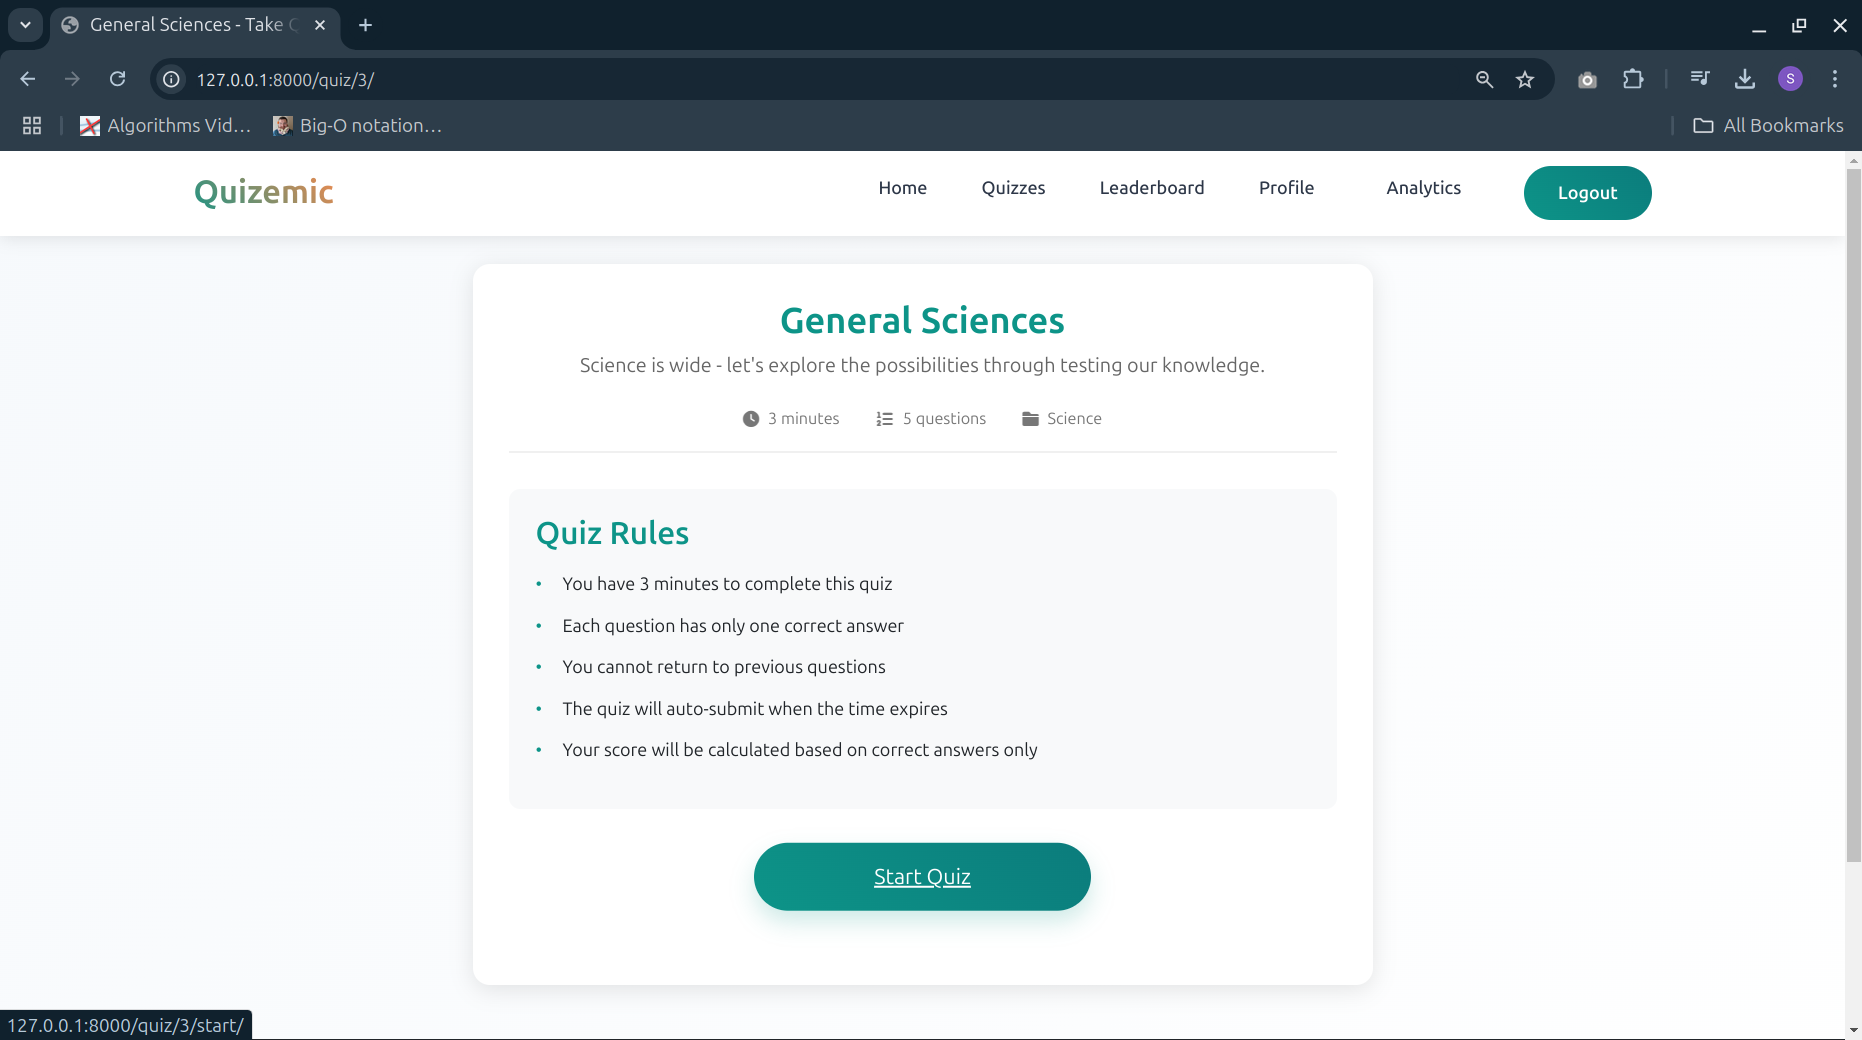 General Sciences - Take Q
127.0.0.1:8000/quiz/3/
S
Algorithms Vid...
Big-O notation...
All Bookmarks
Quizemic
Home
Quizzes
Leaderboard
Profile
Analytics
Logout
General Sciences
Science is wide - let's explore the possibilities through testing our knowledge.
3 minutes
5 questions
Science
Quiz Rules
• You have 3 minutes to complete this quiz
• Each question has only one correct answer
• You cannot return to previous questions
• The quiz will auto-submit when the time expires
• Your score will be calculated based on correct answers only
Start Quiz
127.0.0.1:8000/quiz/3/start/